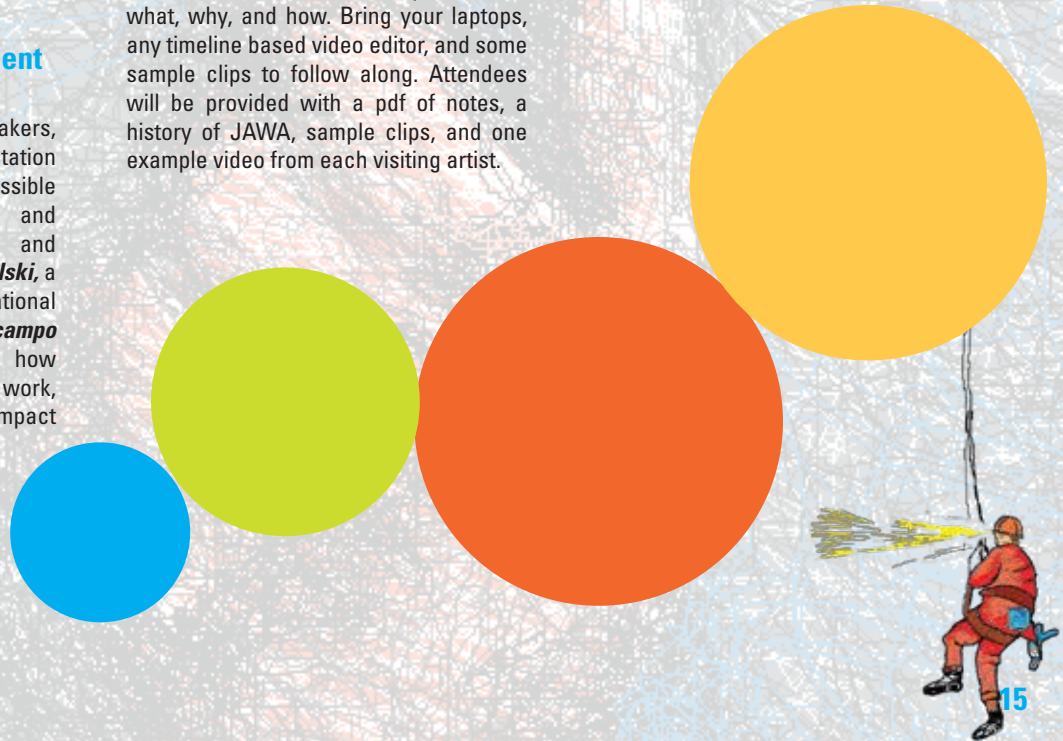 ent
akers,
station
ssible
and
and
lski, a
ational
campo
how
work,
mpact
what, why, and how. Bring your laptops,
any timeline based video editor, and some
sample clips to follow along. Attendees
will be provided with a pdf of notes, a
history of JAWA, sample clips, and one
example video from each visiting artist.
15